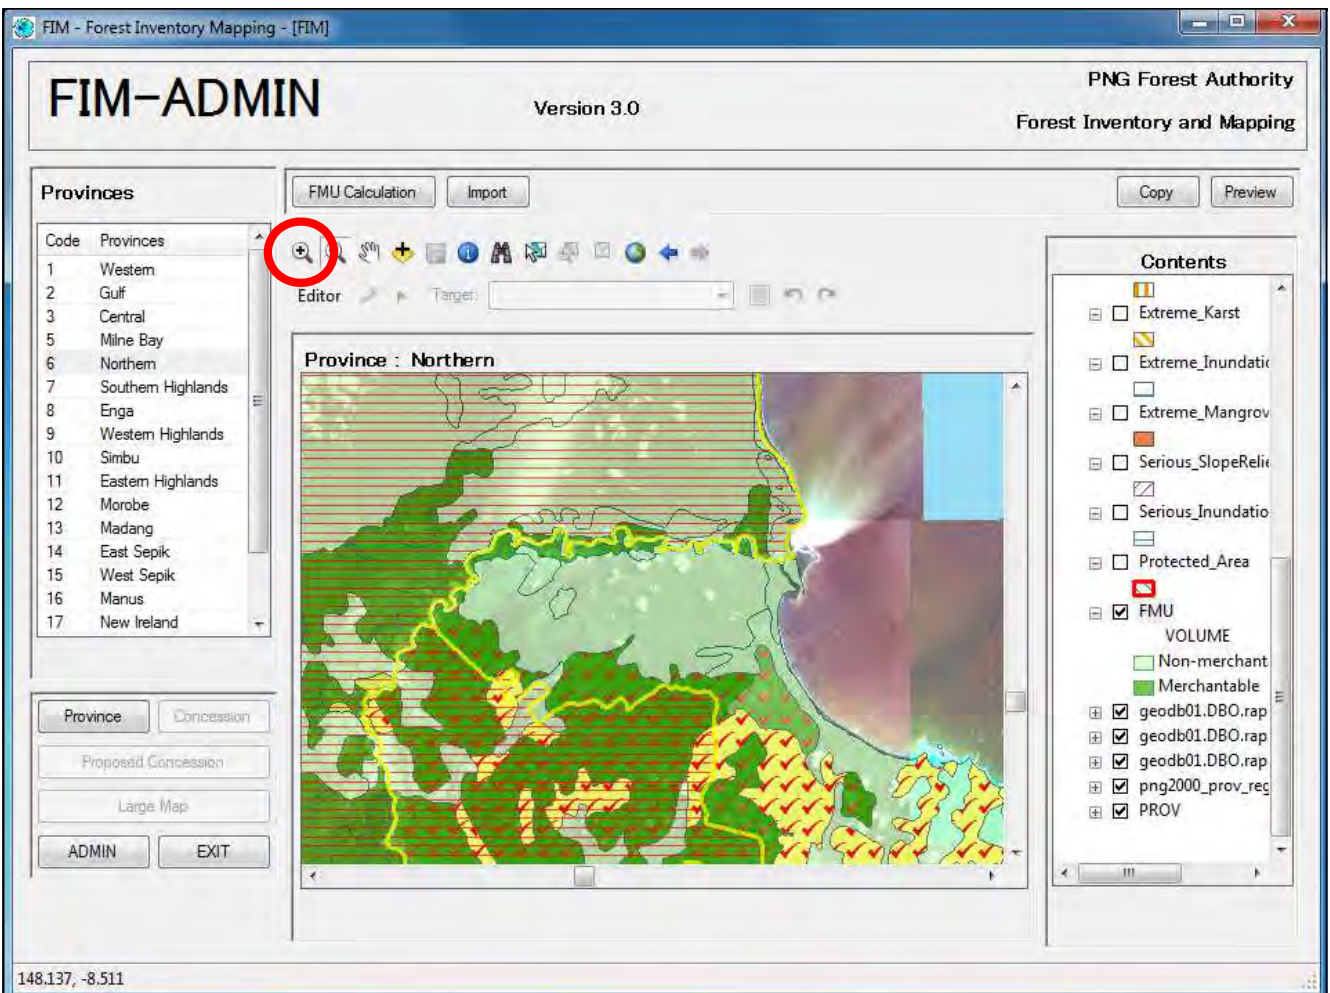 FIM - Forest Inventory Mapping - [FIM]
FIM-ADMIN
Version 3.0
PNG Forest Authority
Forest Inventory and Mapping
Provinces
FMU Calculation
Import
Copy
Preview
Code Provinces
1 Western
2 Gulf
3 Central
5 Milne Bay
6 Northern
7 Southern Highlands
8 Enga
9 Western Highlands
10 Simbu
11 Eastern Highlands
12 Morobe
13 Madang
14 East Sepik
15 West Sepik
16 Manus
17 New Ireland
Province
Concession
Proposed Concession
Large Map
ADMIN
EXIT
Editor
Target:
Province : Northern
Contents
Extreme_Karst
Extreme_Inundatic
Extreme_Mangrov
Serious_SlopeRelie
Serious_Inundatio
Protected_Area
FMU
VOLUME
Non-merchant
Merchantable
geodb01.DBO.rap
geodb01.DBO.rap
geodb01.DBO.rap
png2000_prov_reg
PROV
148.137, -8.511